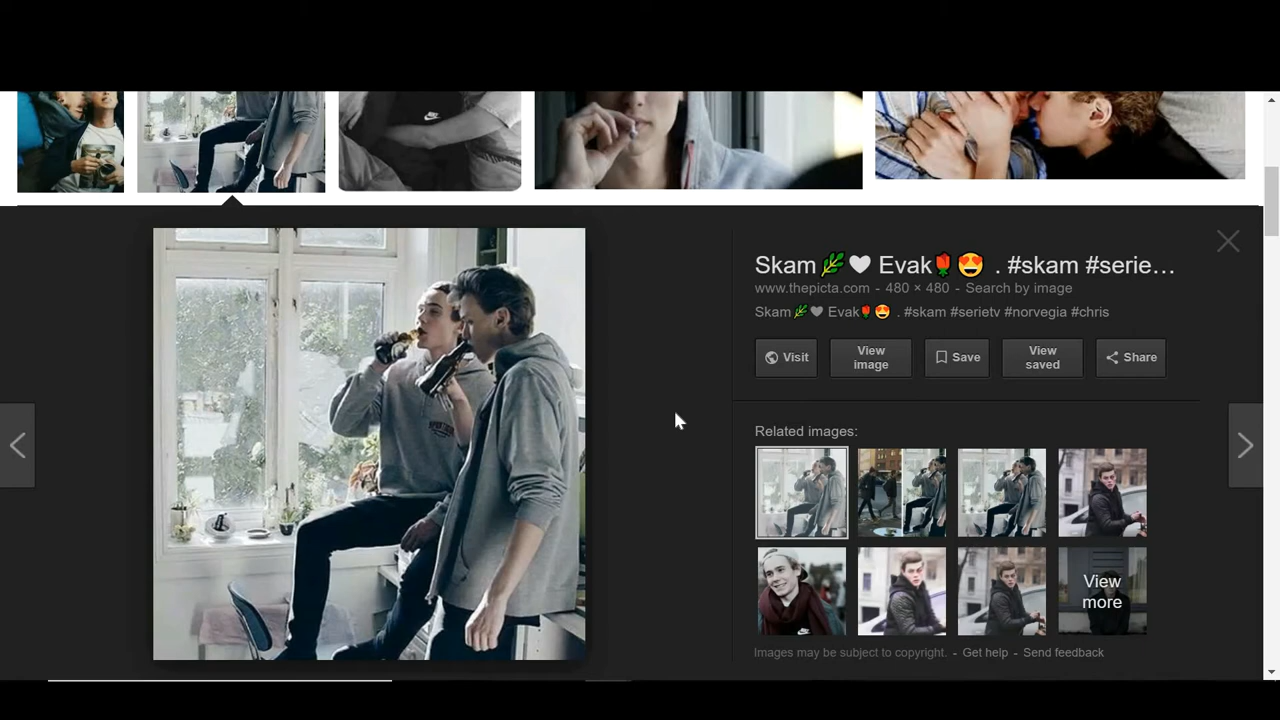 Skam🌿🤍 Evak🌹😍 . #skam #serie…
www.thepicta.com - 480 × 480 - Search by image
Skam🌿🤍 Evak🌹😍 . #skam #serietv #norvegia #chris
Visit
View
image
Save
View
saved
Share
Related images:
View
more
Images may be subject to copyright. - Get help - Send feedback